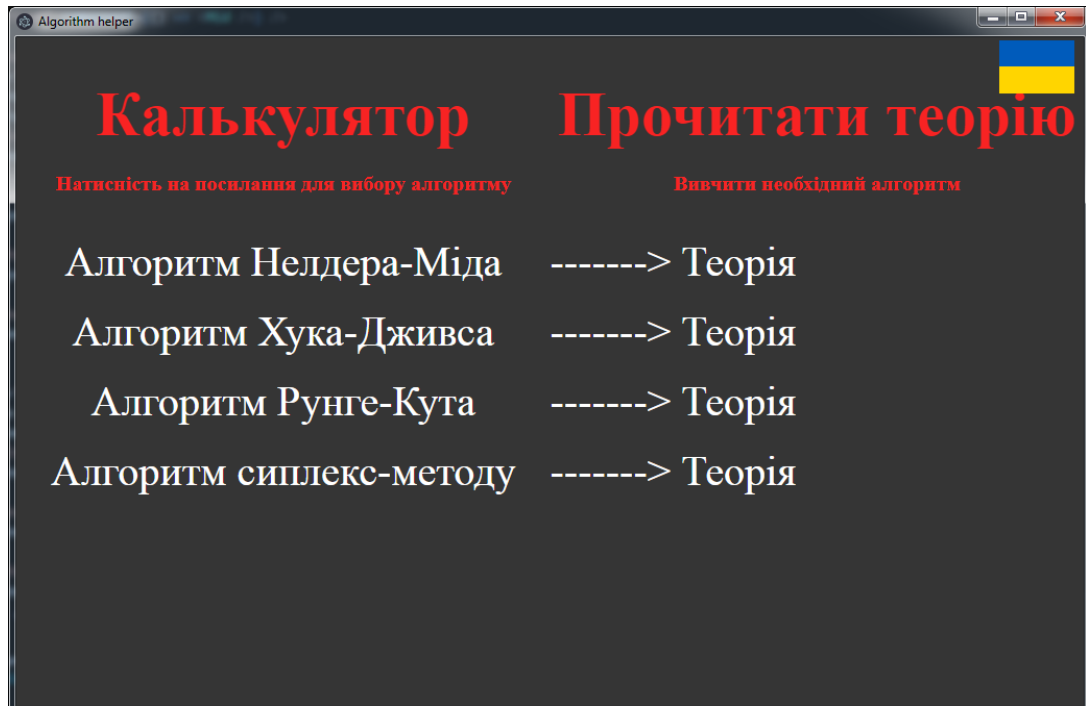 Algorithm helper
Калькулятор
Прочитати теорію
Натисність на посилання для вибору алгоритму
Вивчити необхідний алгоритм
Алгоритм Нелдера-Міда -------> Теорія
Алгоритм Хука-Дживса -------> Теорія
Алгоритм Рунге-Кута -------> Теорія
Алгоритм сиплекс-методу -------> Теорія